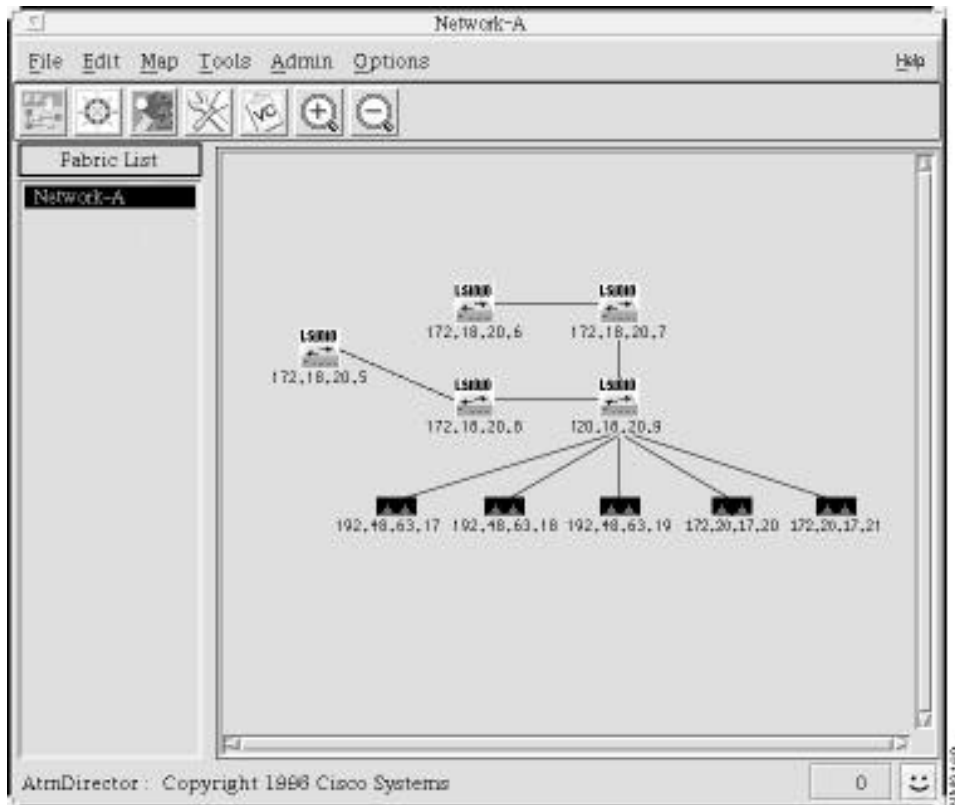 Network-A
File Edit Map Tools Admin Options Help
VC
Fabric List
Network-A
LS1010
LS1010
172.18.20.6
172.18.20.7
LS1010
172.18.20.5
LS1010
LS1010
172.18.20.8
120.18.20.9
192.48.63.17
192.48.63.18
192.48.63.19
172.20.17.20
172.20.17.21
AtmDirector : Copyright 1996 Cisco Systems
0